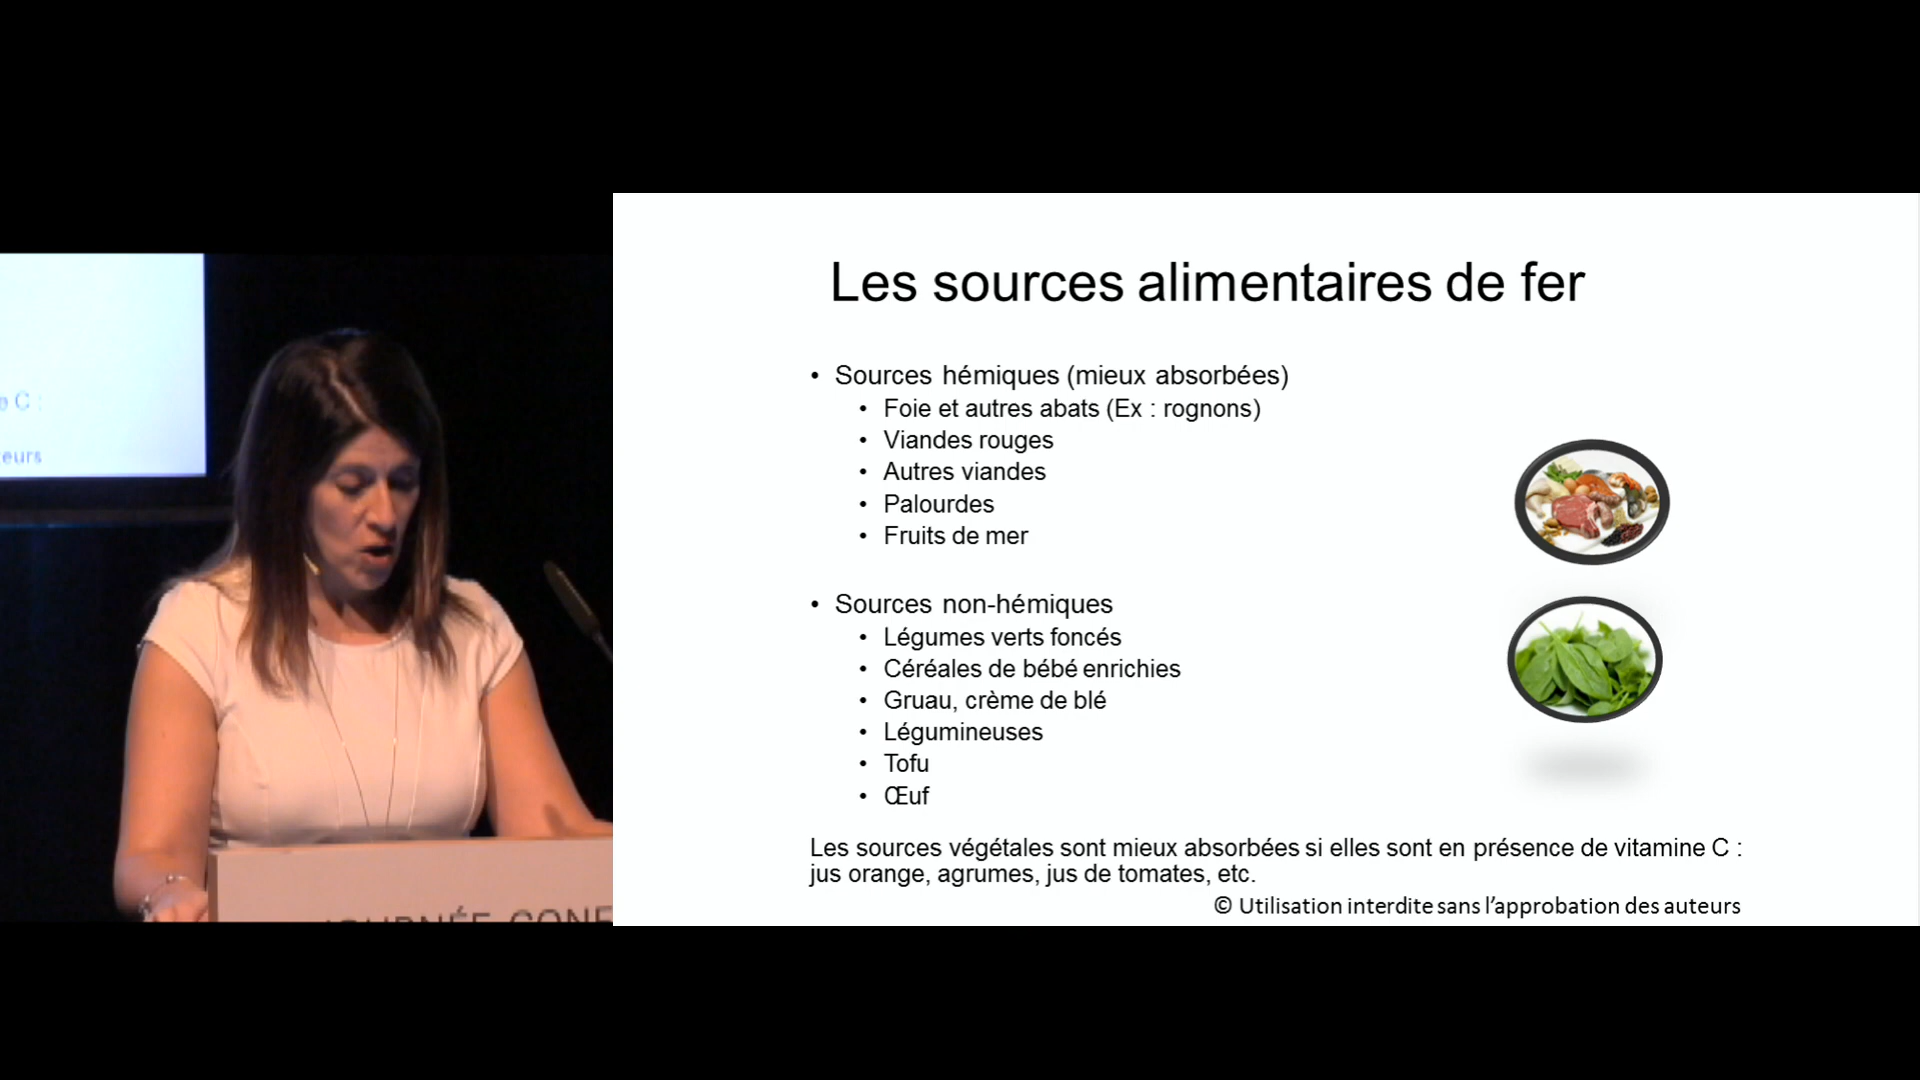 Les sources alimentaires de fer
• Sources hémiques (mieux absorbées)
• Foie et autres abats (Ex : rognons)
• Viandes rouges
• Autres viandes
• Palourdes
• Fruits de mer
• Sources non-hémiques
• Légumes verts foncés
• Céréales de bébé enrichies
• Gruau, crème de blé
• Légumineuses
• Tofu
• Œuf
Les sources végétales sont mieux absorbées si elles sont en présence de vitamine C :
jus orange, agrumes, jus de tomates, etc.
© Utilisation interdite sans l'approbation des auteurs
e C :
eurs
JOURNÉE CONF